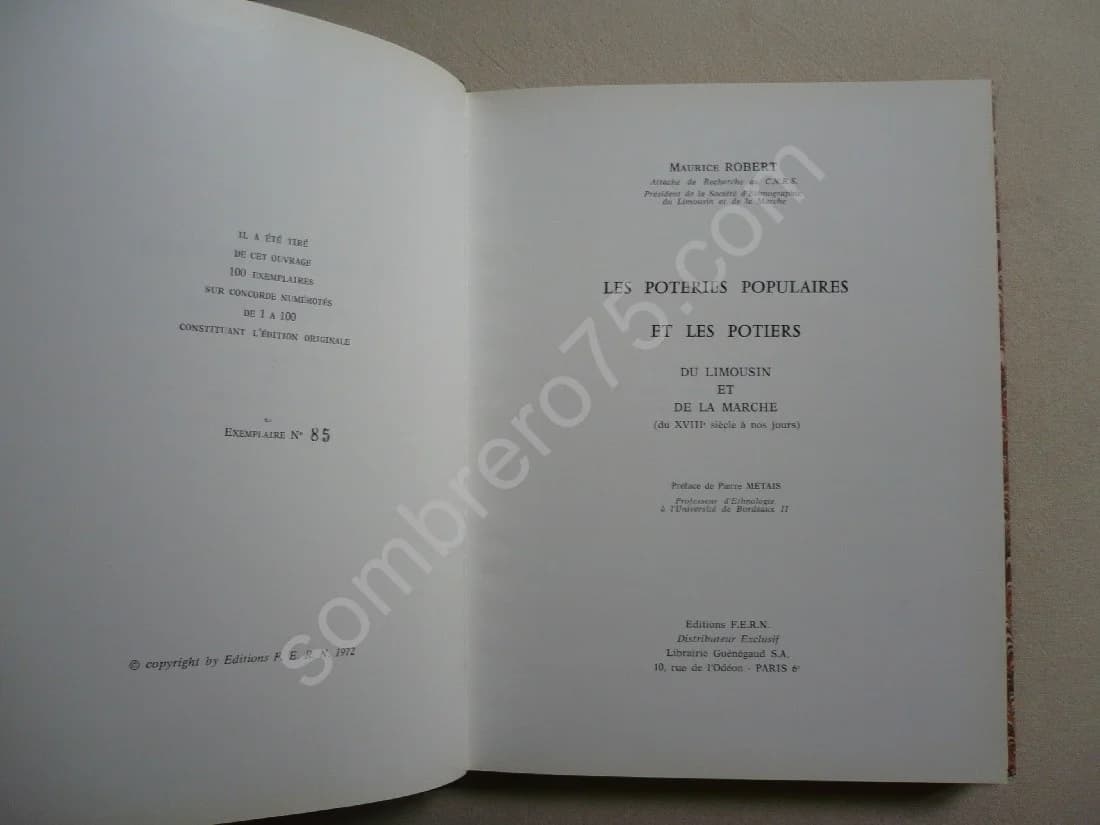 IL A ÉTÉ TIRÉ
DE CET OUVRAGE
100 EXEMPLAIRES
SUR CONCORDE NUMÉROTÉS
DE 1 A 100
CONSTITUANT L'ÉDITION ORIGINALE
EXEMPLAIRE N° 85
© copyright by Editions F. E. R. N. 1972
MAURICE ROBERT
Attaché de Recherche au C.N.R.S.
Président de la Société d'Ethnographie
du Limousin et de la Marche
LES POTERIES POPULAIRES
ET LES POTIERS
DU LIMOUSIN
ET
DE LA MARCHE
(du XVIIIe siècle à nos jours)
Préface de Pierre MÉTAIS
Professeur d'Ethnologie
à l'Université de Bordeaux II
Editions F.E.R.N.
Distributeur Exclusif
Librairie Guénégaud S.A.
10, rue de l'Odéon - PARIS 6e
sombrero75.com